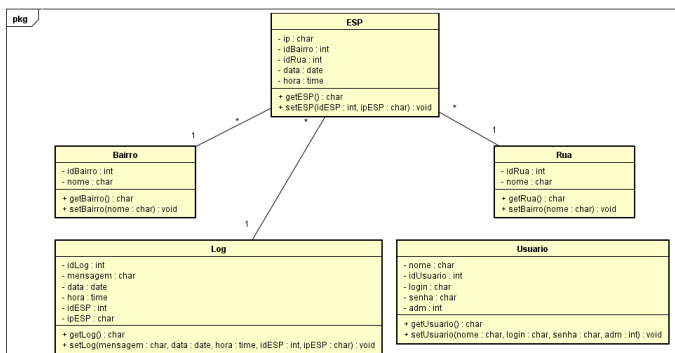 pkg
ESP
- ip : char
- idBairro : int
- idRua : int
- data : date
- hora : time
+ getESP() : char
+ setESP(idESP : int, ipESP : char) : void
*
*
*
1
1
1
Bairro
- idBairro : int
- nome : char
+ getBairro() : char
+ setBairro(nome : char) : void
Rua
- idRua : int
- nome : char
+ getRua() : char
+ setBairro(nome : char) : void
Log
- idLog : int
- mensagem : char
- data : date
- hora : time
- idESP : int
- ipESP : char
+ getLog() : char
+ setLog(mensagem : char, data : date, hora : time, idESP : int, ipESP : char) : void
Usuario
- nome : char
- idUsuario : int
- login : char
- senha : char
- adm : int
+ getUsuario() : char
+ setUsuario(nome : char, login : char, senha : char, adm : int) : void